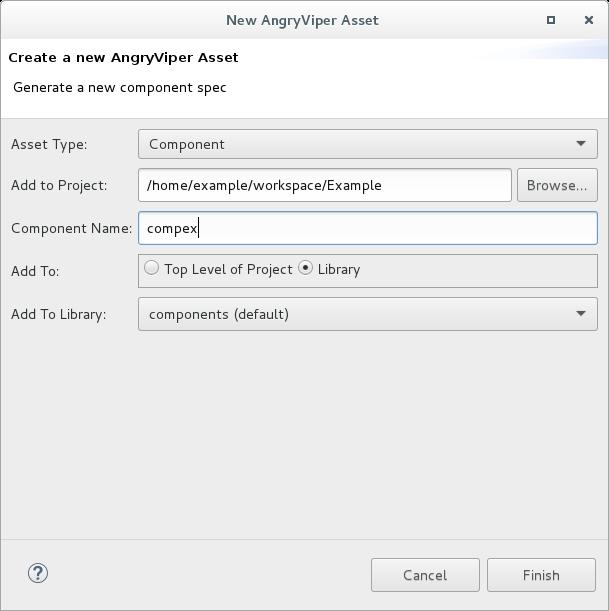 New AngryViper Asset
Create a new AngryViper Asset
Generate a new component spec
Asset Type: Component
Add to Project: /home/example/workspace/Example Browse...
Component Name: compex
Add To: Top Level of Project Library
Add To Library: components (default)
? Cancel Finish